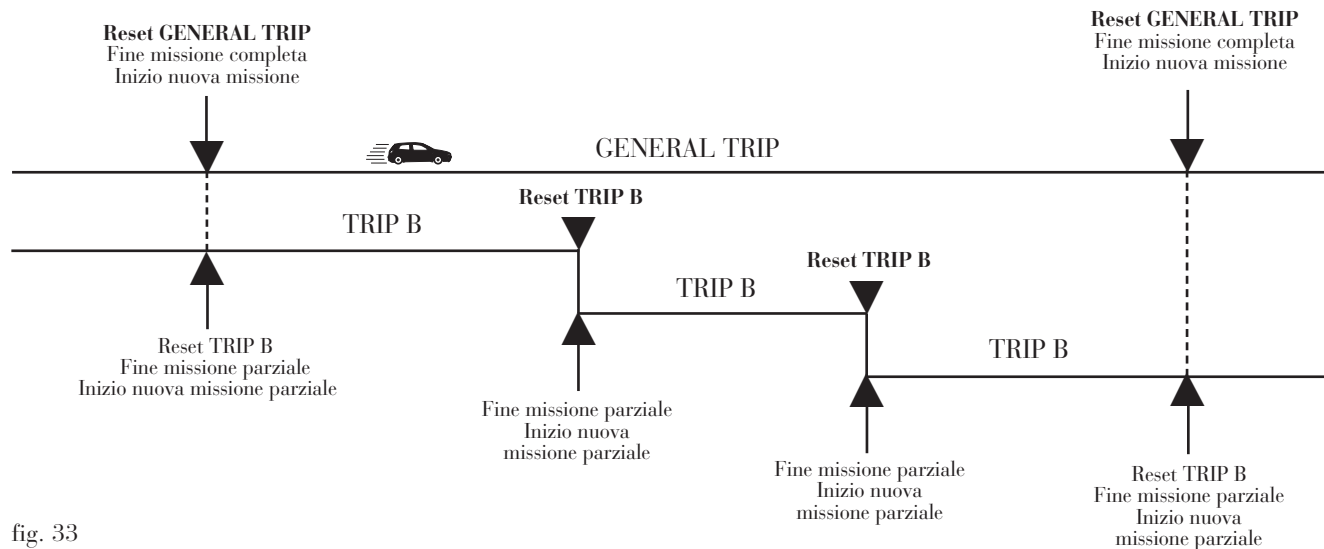 Reset GENERAL TRIP
Fine missione completa
Inizio nuova missione
Reset GENERAL TRIP
Fine missione completa
Inizio nuova missione
GENERAL TRIP
Reset TRIP B
TRIP B
Reset TRIP B
TRIP B
TRIP B
Reset TRIP B
Fine missione parziale
Inizio nuova missione parziale
Fine missione parziale
Inizio nuova
missione parziale
Fine missione parziale
Inizio nuova
missione parziale
Reset TRIP B
Fine missione parziale
Inizio nuova
missione parziale
fig. 33